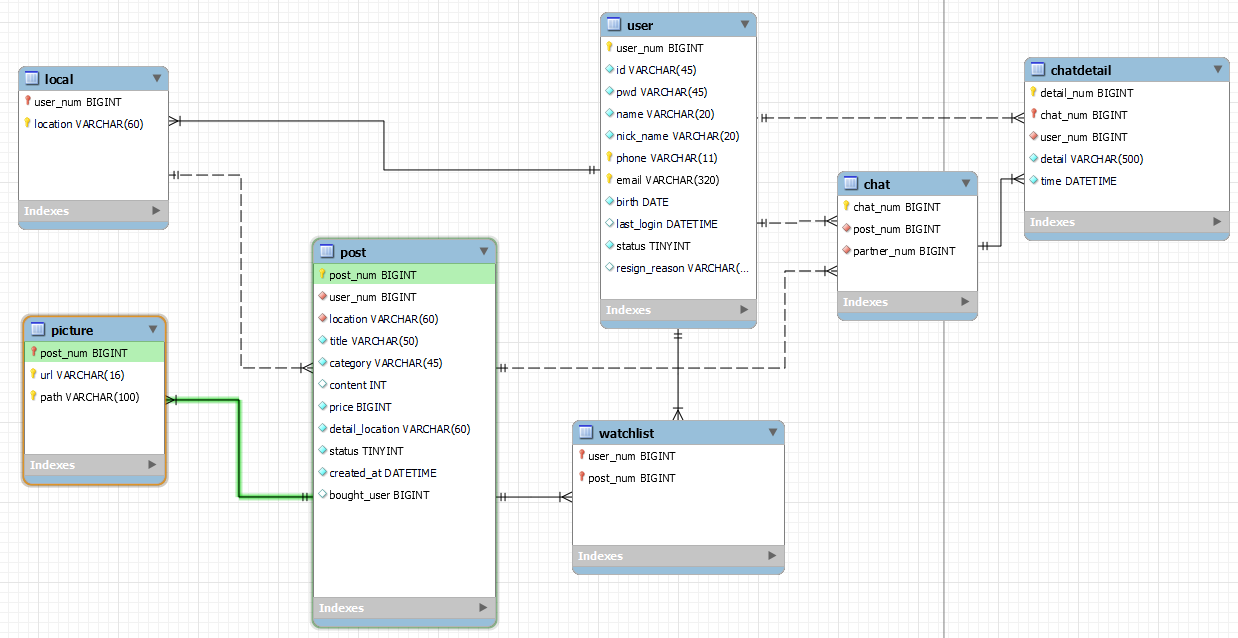 local
user_num BIGINT
location VARCHAR(60)
Indexes
picture
post_num BIGINT
url VARCHAR(16)
path VARCHAR(100)
Indexes
post
post_num BIGINT
user_num BIGINT
location VARCHAR(60)
title VARCHAR(50)
category VARCHAR(45)
content INT
price BIGINT
detail_location VARCHAR(60)
status TINYINT
created_at DATETIME
bought_user BIGINT
Indexes
user
user_num BIGINT
id VARCHAR(45)
pwd VARCHAR(45)
name VARCHAR(20)
nick_name VARCHAR(20)
phone VARCHAR(11)
email VARCHAR(320)
birth DATE
last_login DATETIME
status TINYINT
resign_reason VARCHAR(...
Indexes
watchlist
user_num BIGINT
post_num BIGINT
Indexes
chat
chat_num BIGINT
post_num BIGINT
partner_num BIGINT
Indexes
chatdetail
detail_num BIGINT
chat_num BIGINT
user_num BIGINT
detail VARCHAR(500)
time DATETIME
Indexes